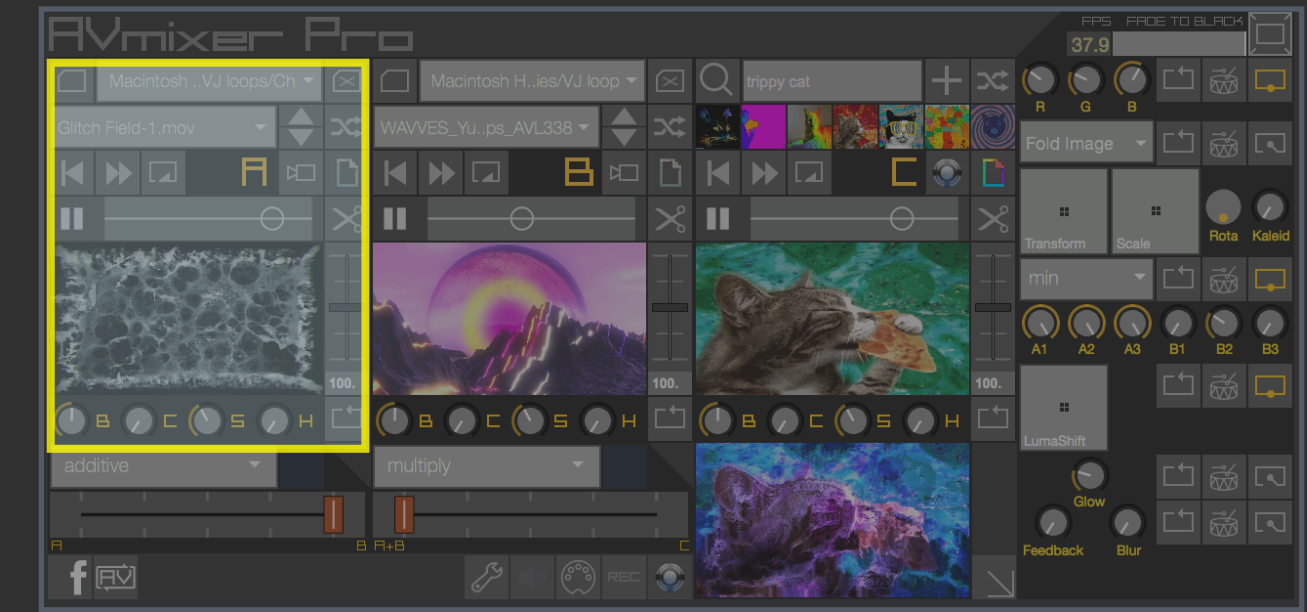 AVmixer Pro
FPS FADE TO BLACK
37.9
Macintosh ..VJ loops/Ch
Macintosh H..ies/VJ loop
trippy cat
R G B
Glitch Field-1.mov
WAVVES_Yu..ps_AVL338
Fold Image
A
B
C
Transform
Scale
Rota
Kaleid
min
A1 A2 A3 B1 B2 B3
100.
100.
100.
B C S H
B C S H
B C S H
LumaShift
additive
multiply
Glow
Feedback
Blur
A B
A+B C
f
AV
REC